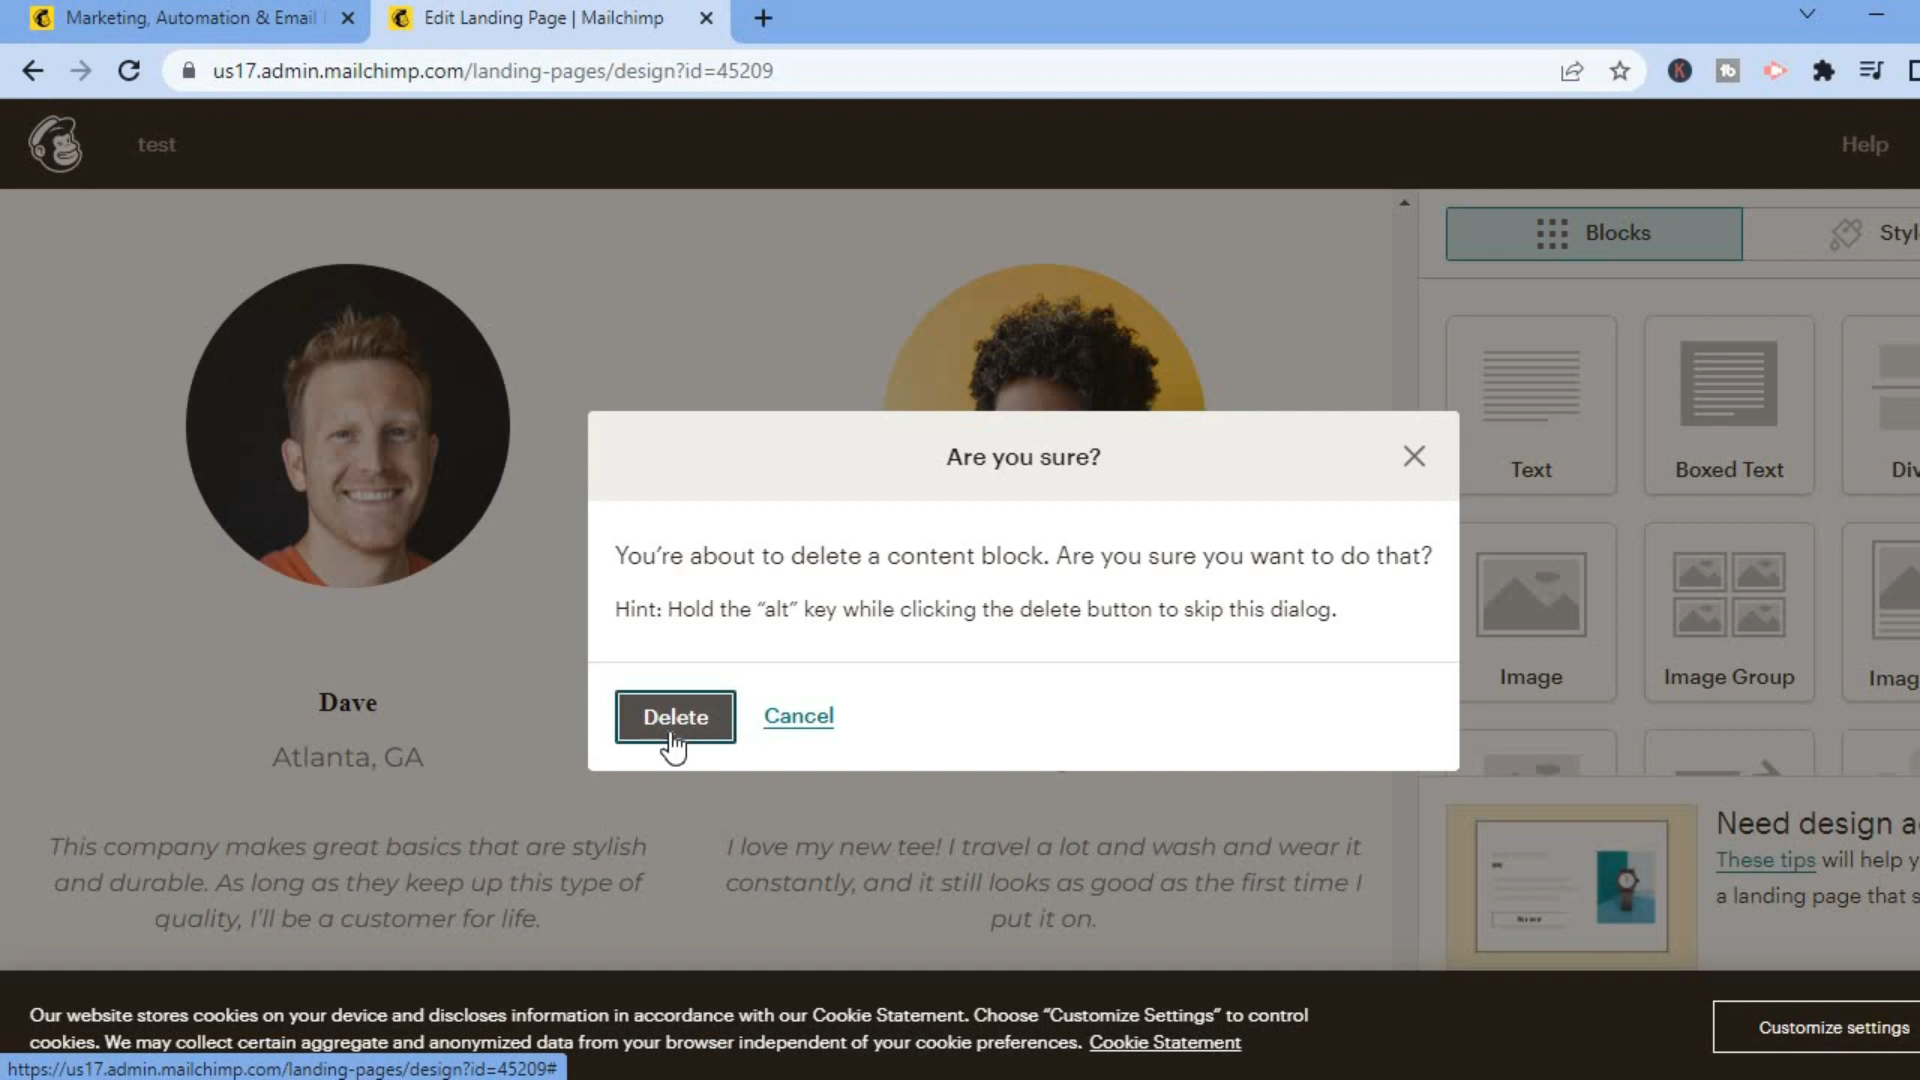 Marketing, Automation & Email
Edit Landing Page | Mailchimp
us17.admin.mailchimp.com/landing-pages/design?id=45209
K
tb
test
Help
Blocks
Text
Boxed Text
Image
Image Group
Are you sure?
You're about to delete a content block. Are you sure you want to do that?
Hint: Hold the “alt” key while clicking the delete button to skip this dialog.
Delete
Cancel
Dave
Atlanta, GA
This company makes great basics that are stylish
and durable. As long as they keep up this type of
quality, I'll be a customer for life.
I love my new tee! I travel a lot and wash and wear it
constantly, and it still looks as good as the first time I
put it on.
Need design
These tips will help
a landing page that
Our website stores cookies on your device and discloses information in accordance with our Cookie Statement. Choose “Customize Settings” to control
cookies. We may collect certain aggregate and anonymized data from your browser independent of your cookie preferences. Cookie Statement
Customize settings
https://us17.admin.mailchimp.com/landing-pages/design?id=45209#